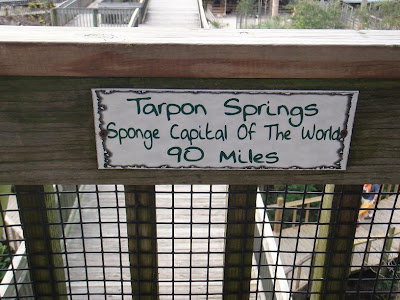 Tarpon Springs
Sponge Capital Of The World
90 Miles